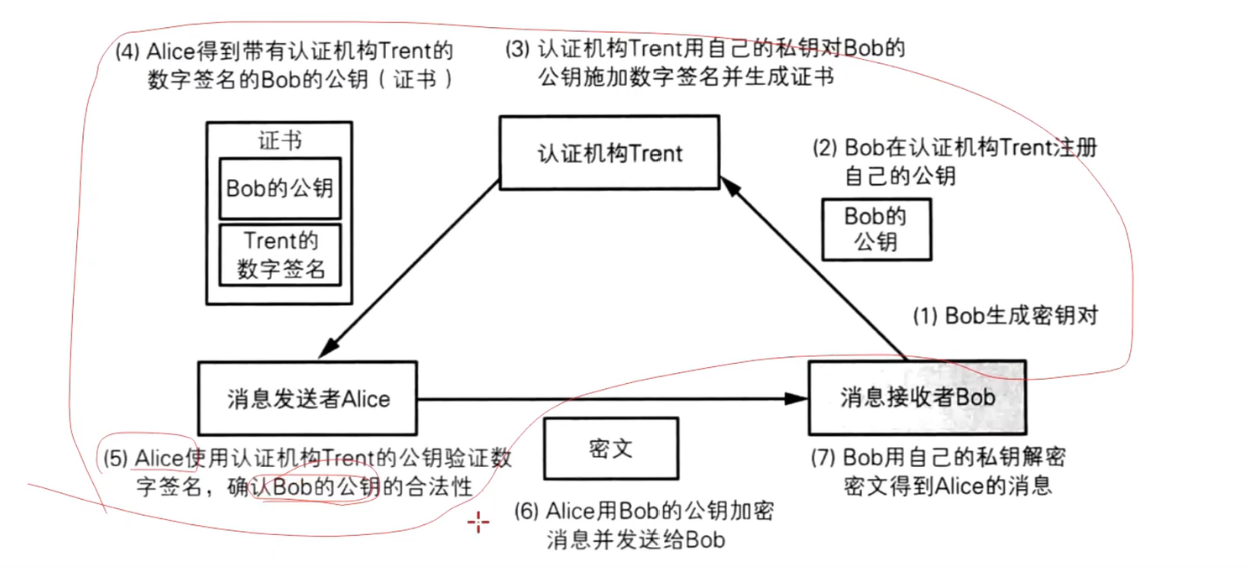 (4) Alice得到带有认证机构Trent的
数字签名的Bob的公钥（证书）
(3) 认证机构Trent用自己的私钥对Bob的
公钥施加数字签名并生成证书
证书
Bob的公钥
Trent的
数字签名
认证机构Trent
(2) Bob在认证机构Trent注册
自己的公钥
Bob的
公钥
(1) Bob生成密钥对
消息发送者Alice
消息接收者Bob
(5) Alice使用认证机构Trent的公钥验证数
字签名，确认Bob的公钥的合法性
密文
(6) Alice用Bob的公钥加密
消息并发送给Bob
(7) Bob用自己的私钥解密
密文得到Alice的消息